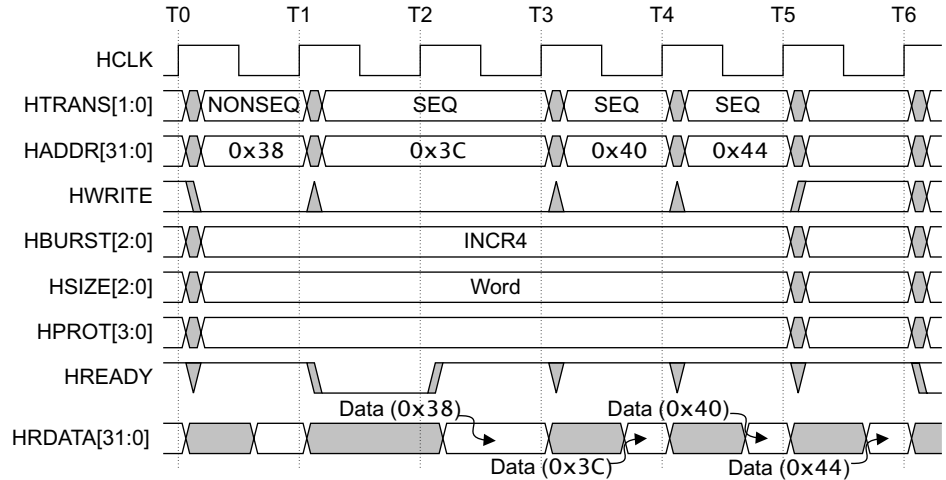 T0 T1 T2 T3 T4 T5 T6
HCLK
HTRANS[1:0] NONSEQ SEQ SEQ SEQ
HADDR[31:0] 0x38 0x3C 0x40 0x44
HWRITE
HBURST[2:0] INCR4
HSIZE[2:0] Word
HPROT[3:0]
HREADY
Data (0x38) Data (0x40)
HRDATA[31:0]
Data (0x3C) Data (0x44)